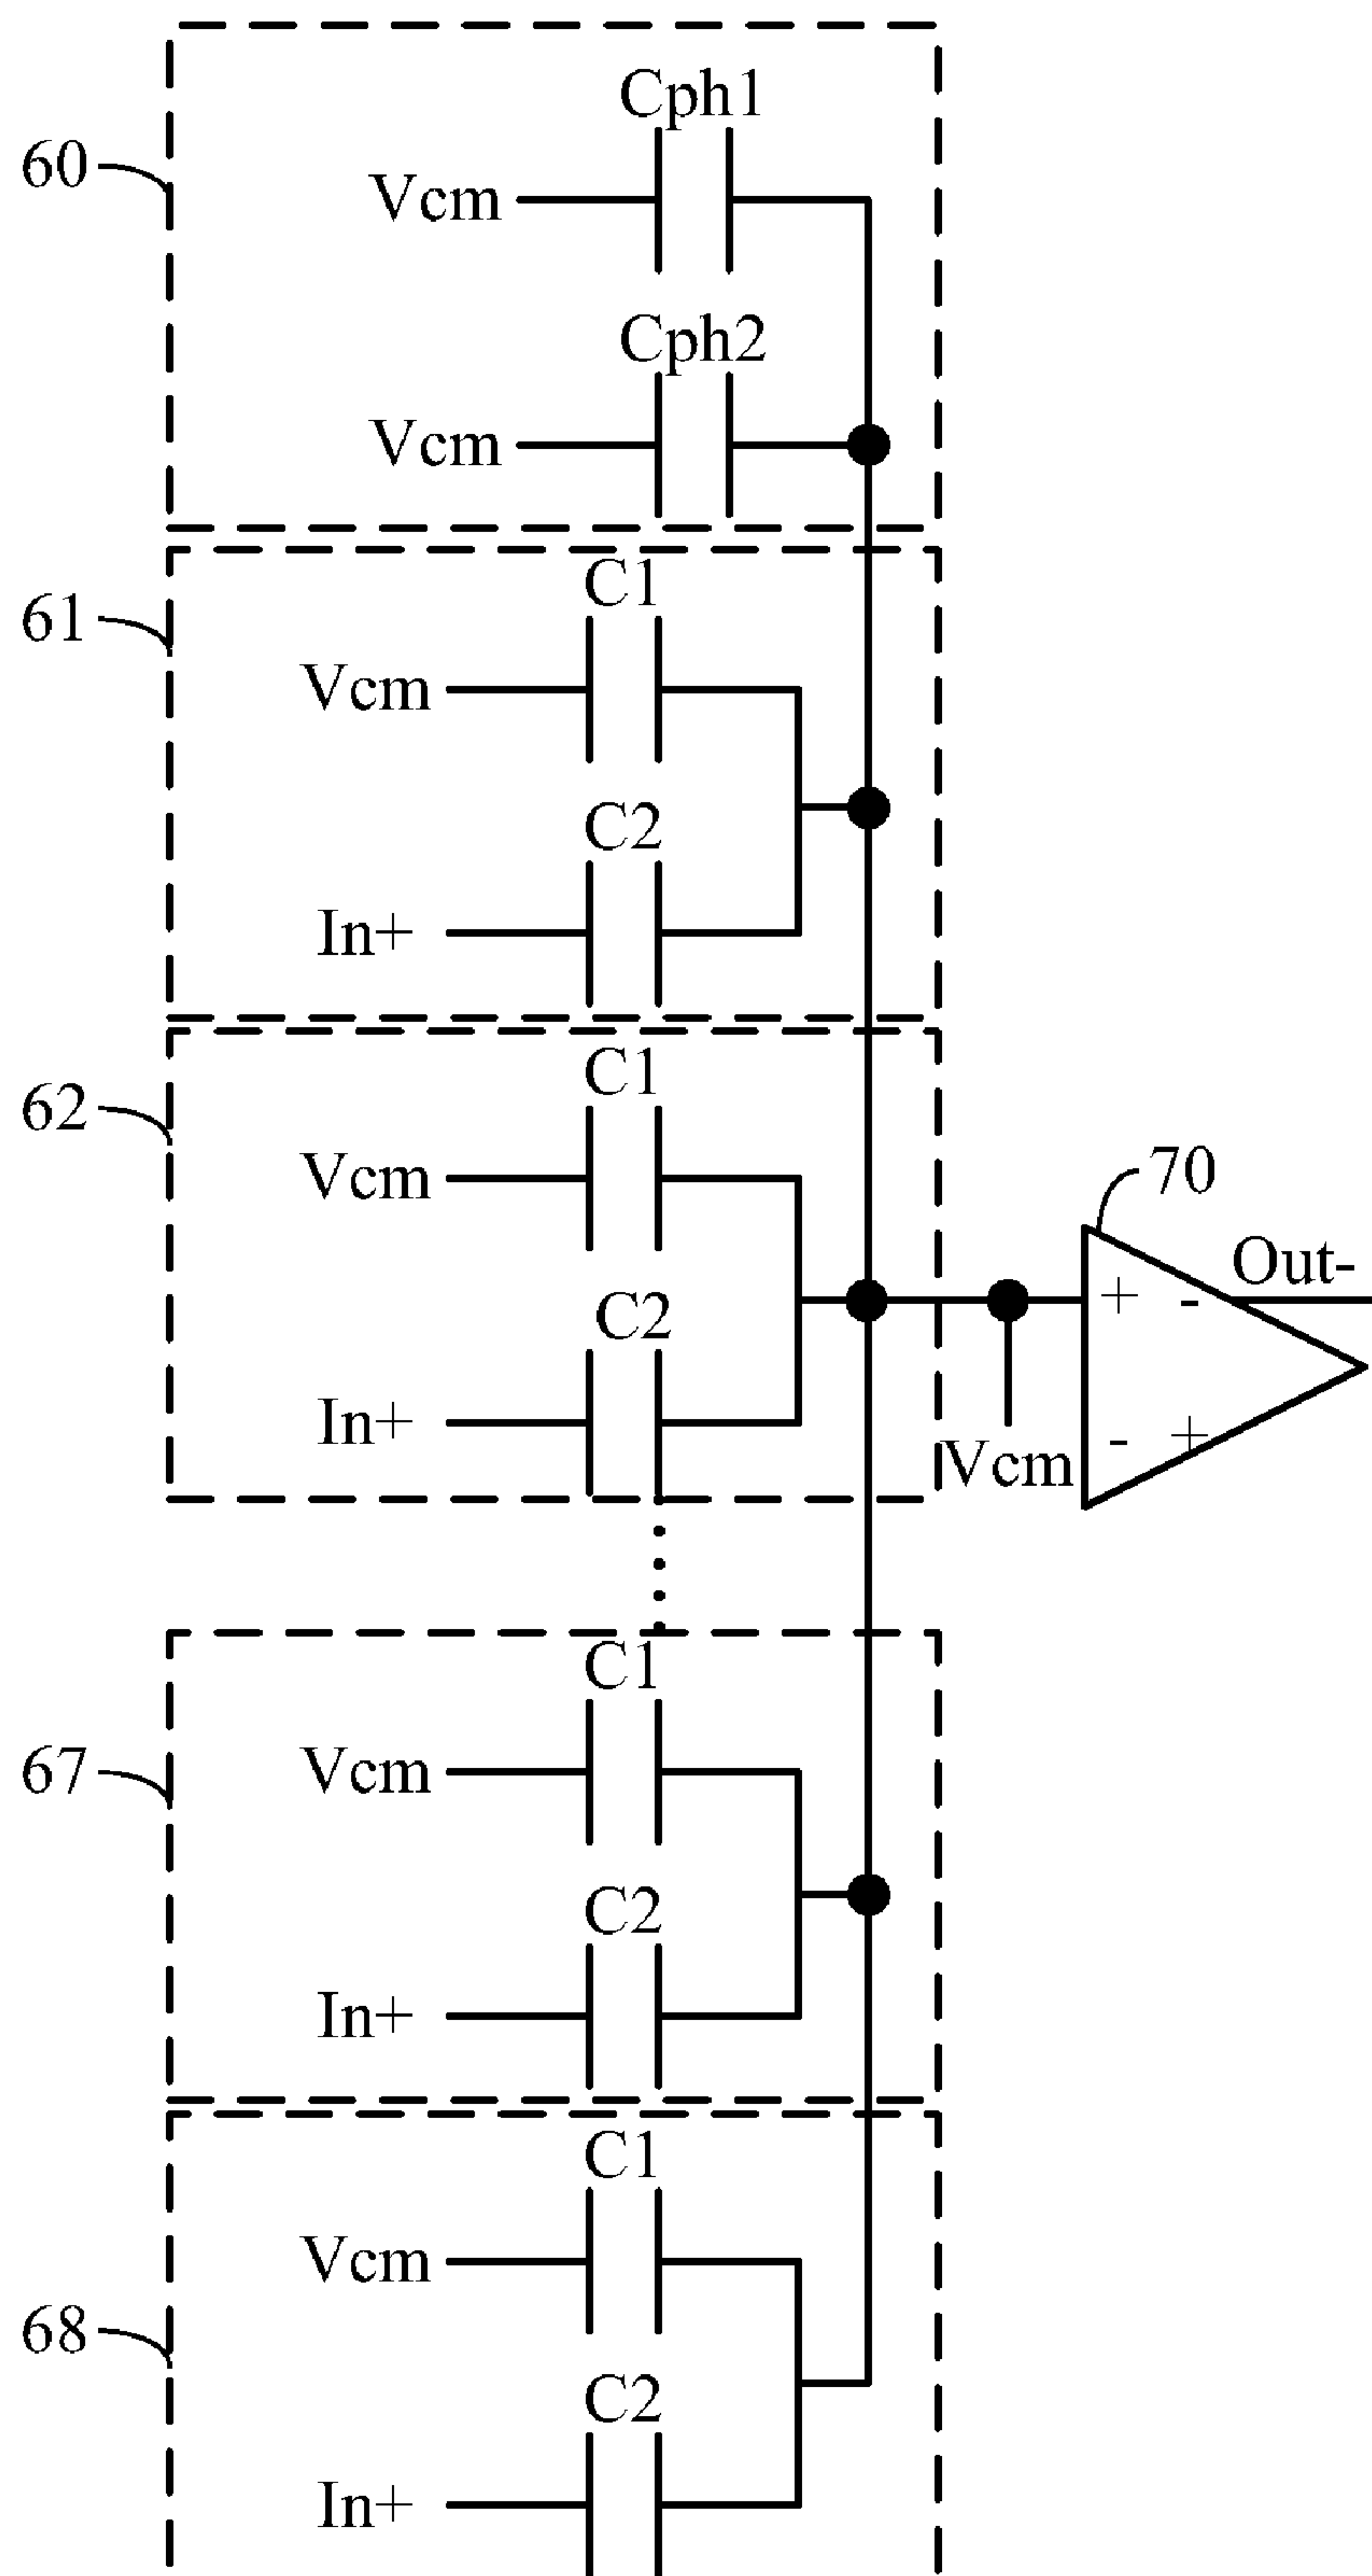 Cph1
60
Vcm
Cph2
Vcm
C1
61
Vcm
C2
In+
C1
62
Vcm
70
Out-
+ -
C2
In+
- +
Vcm
C1
67
Vcm
C2
In+
C1
Vcm
68
C2
In+